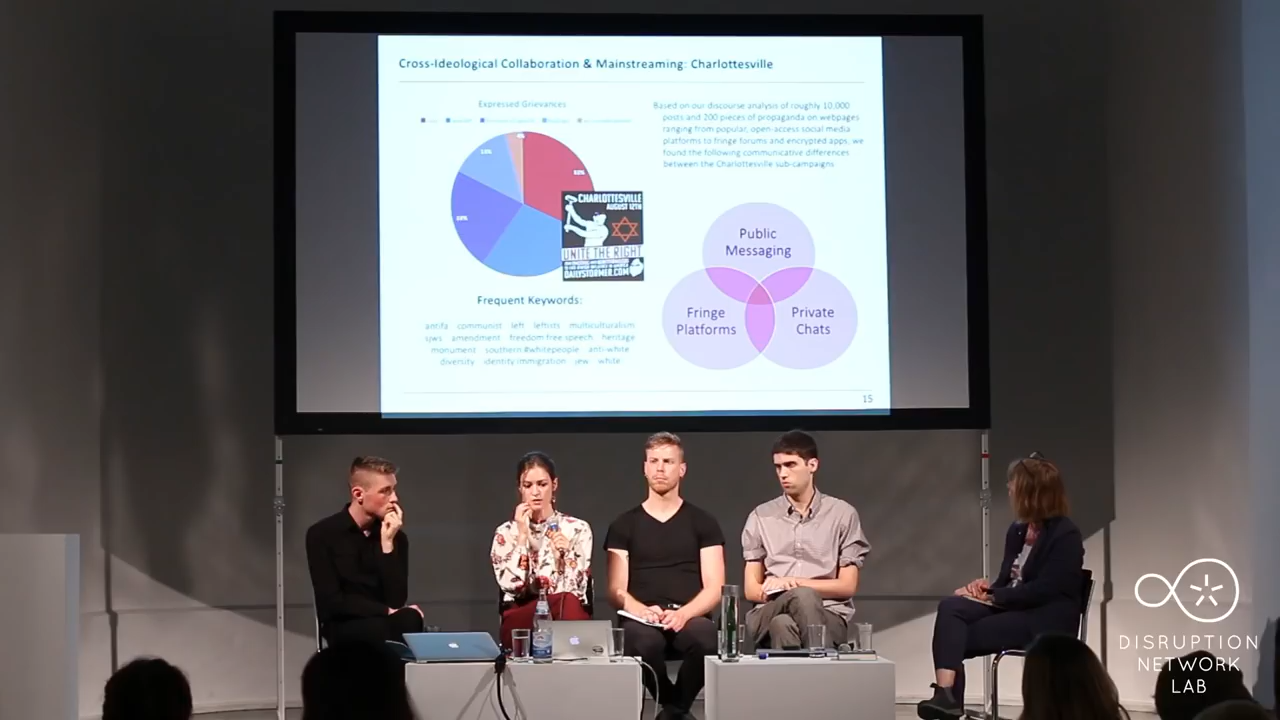 Cross-Ideological Collaboration & Mainstreaming: Charlottesville
Expressed Grievances
Based on our discourse analysis of roughly 10,000
posts and 200 pieces of propaganda on webpages
ranging from popular, open-access social media
platforms to fringe forums and encrypted apps, we
found the following communicative differences
between the Charlottesville sub-campaigns
CHARLOTTESVILLE
AUGUST 12TH
UNITE THE RIGHT
DAILYSTORMER.COM
Public
Messaging
Fringe
Platforms
Private
Chats
Frequent Keywords:
antifa communist left leftists multiculturalism
sjws amendment freedom free speech heritage
monument southern #whitepeople anti-white
diversity identity immigration jew white
15
DISRUPTION
NETWORK
LAB